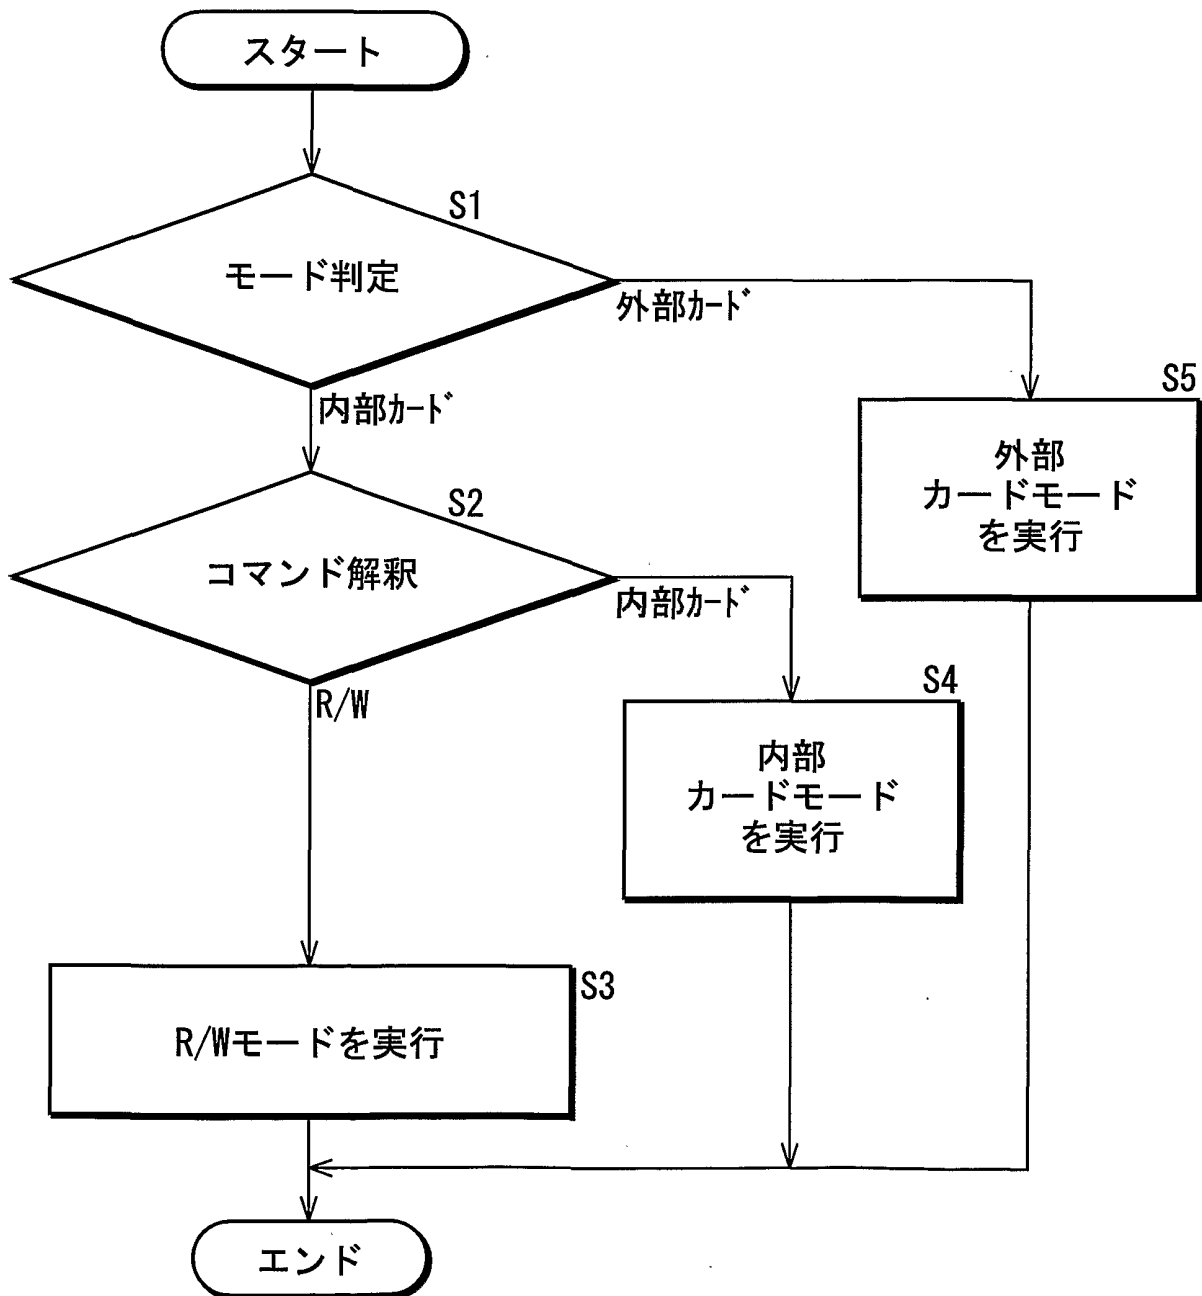 スタート
S1
モード判定
外部ｶｰﾄﾞ
内部ｶｰﾄﾞ
S5
外部
カードモード
を実行
S2
コマンド解釈
内部ｶｰﾄﾞ
R/W
S4
内部
カードモード
を実行
S3
R/Wモードを実行
エンド